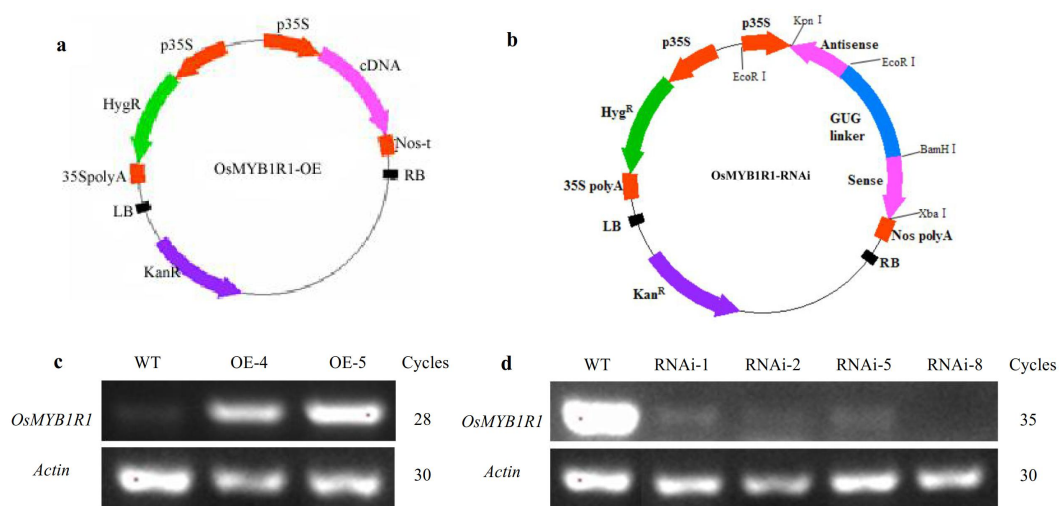 a
p35S
p35S
cDNA
HygR
Nos-t
OsMYB1R1-OE
35SpolyA
RB
LB
KanR
b
p35S
Kpn I
p35S
Antisense
EcoR I
EcoR I
Hyg^R
GUG
linker
BamH I
35S polyA
OsMYB1R1-RNAi
Sense
Xba I
LB
Nos polyA
RB
Kan^R
c WT OE-4 OE-5 Cycles
OsMYB1R1 28
Actin 30
d WT RNAi-1 RNAi-2 RNAi-5 RNAi-8 Cycles
OsMYB1R1 35
Actin 30